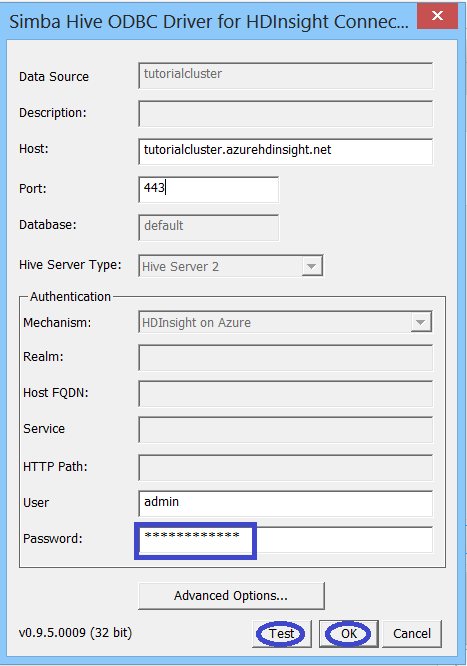 Simba Hive ODBC Driver for HDInsight Connec...
Data Source tutorialcluster
Description:
Host: tutorialcluster.azurehdinsight.net
Port: 443
Database: default
Hive Server Type: Hive Server 2
Authentication
Mechanism: HDInsight on Azure
Realm:
Host FQDN:
Service
HTTP Path:
User admin
Password: ************
Advanced Options...
v0.9.5.0009 (32 bit) Test OK Cancel